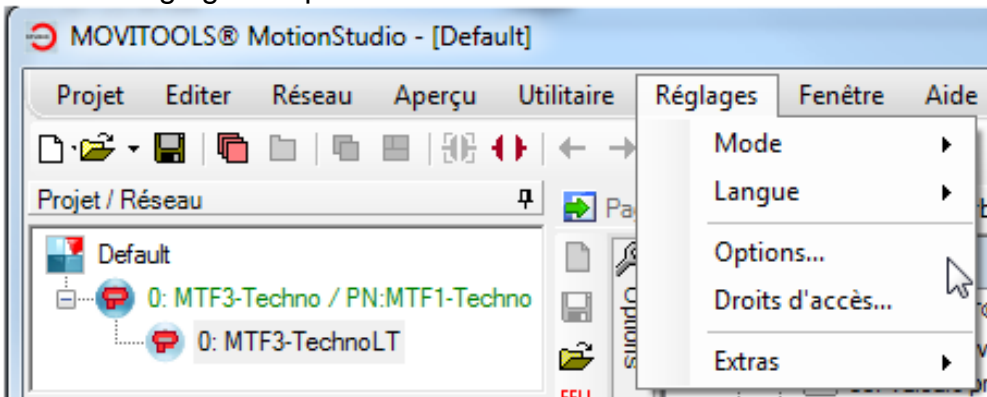 MOVITOOLS® MotionStudio - [Default]
Projet Editer Réseau Aperçu Utilitaire Réglages Fenêtre Aide
Mode
Projet / Réseau
Langue
Default
Options...
0: MTF3-Techno / PN:MTF1-Techno
Options
Droits d'accès...
0: MTF3-TechnoLT
Extras